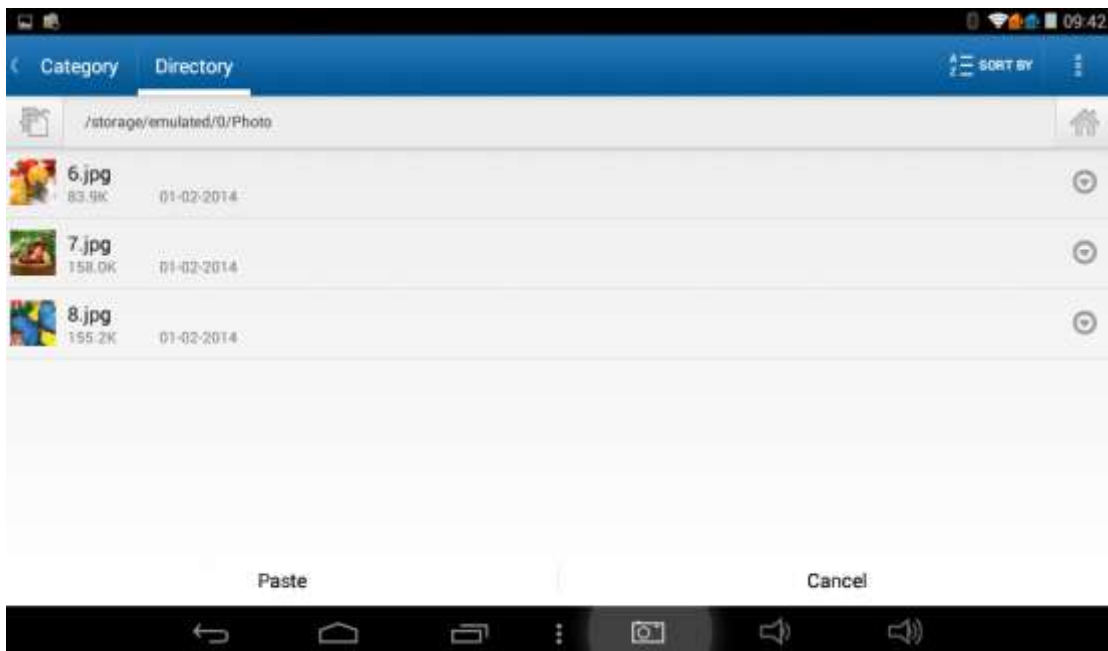 09:42
Category Directory SORT BY
/storage/emulated/0/Photo
6.jpg
83.9K 01-02-2014
7.jpg
158.0K 01-02-2014
8.jpg
155.2K 01-02-2014
Paste Cancel